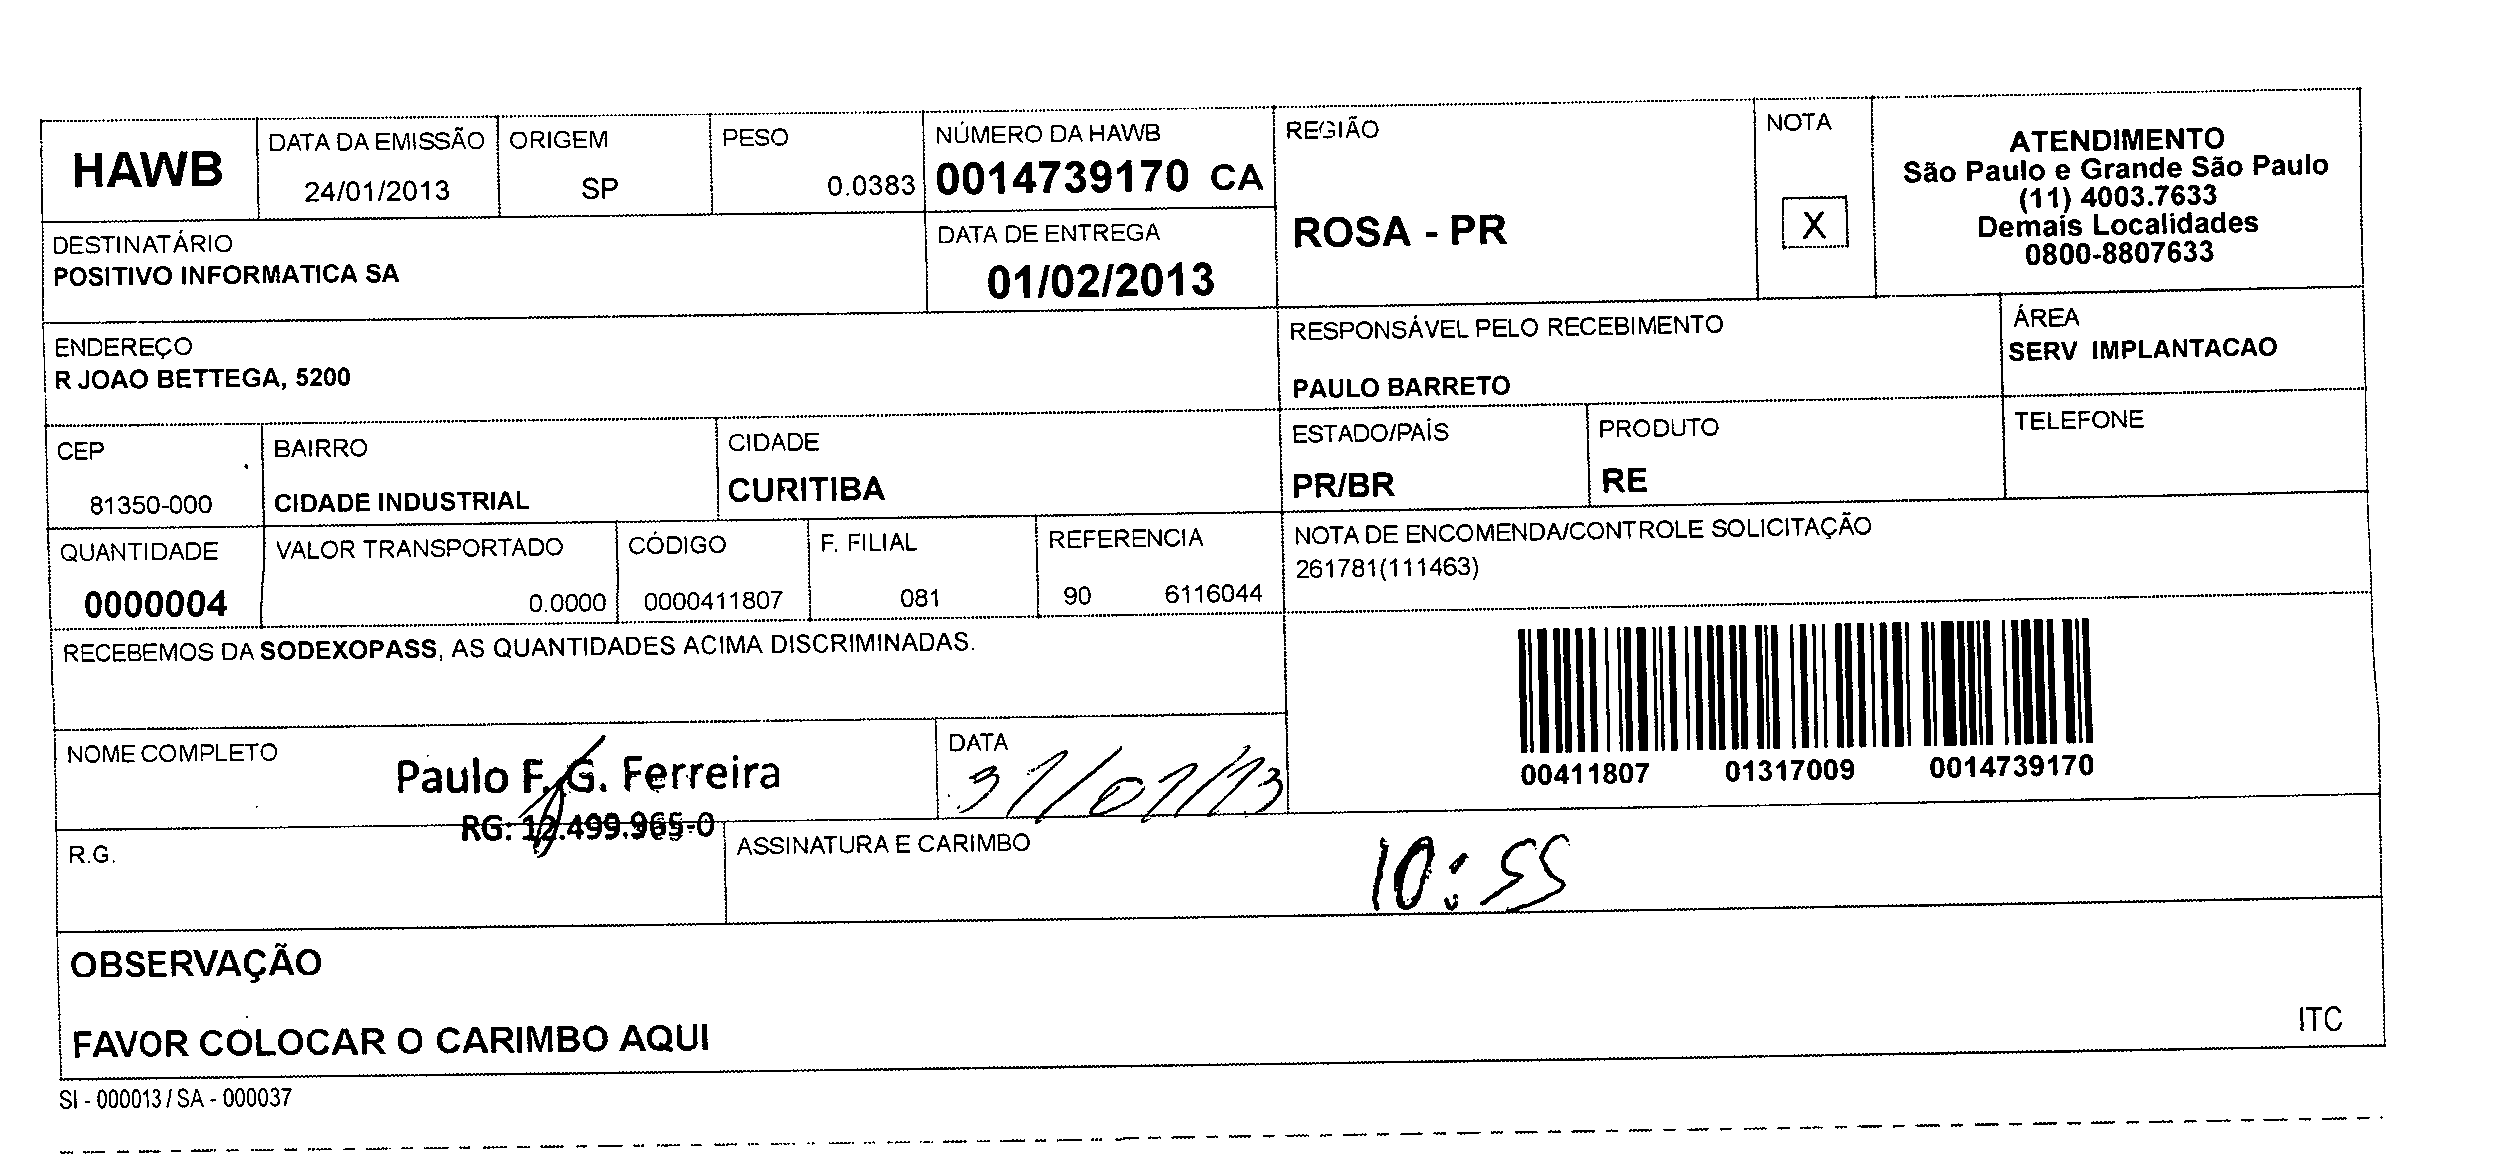 HAWB
DATA DA EMISSÃO
24/01/2013
ORIGEM
SP
PESO
0.0383
NÚMERO DA HAWB
0014739170 CA
DATA DE ENTREGA
01/02/2013
REGIÃO
ROSA - PR
NOTA
X
ATENDIMENTO
São Paulo e Grande São Paulo
(11) 4003.7633
Demais Localidades
0800-8807633
DESTINATÁRIO
POSITIVO INFORMATICA SA
ENDEREÇO
R JOAO BETTEGA, 5200
RESPONSÁVEL PELO RECEBIMENTO
PAULO BARRETO
ÁREA
SERV IMPLANTACAO
CEP
81350-000
BAIRRO
CIDADE INDUSTRIAL
CIDADE
CURITIBA
ESTADO/PAÍS
PR/BR
PRODUTO
RE
TELEFONE
QUANTIDADE
0000004
VALOR TRANSPORTADO
0.0000
CÓDIGO
0000411807
F. FILIAL
081
REFERENCIA
90 6116044
NOTA DE ENCOMENDA/CONTROLE SOLICITAÇÃO
261781(111463)
RECEBEMOS DA SODEXOPASS, AS QUANTIDADES ACIMA DISCRIMINADAS.
00411807 01317009 0014739170
NOME COMPLETO
Paulo F. G. Ferreira
RG: 12.499.965-0
DATA
31/01/13
R.G.
ASSINATURA E CARIMBO
10:55
OBSERVAÇÃO
FAVOR COLOCAR O CARIMBO AQUI
ITC
SI - 000013 / SA - 000037